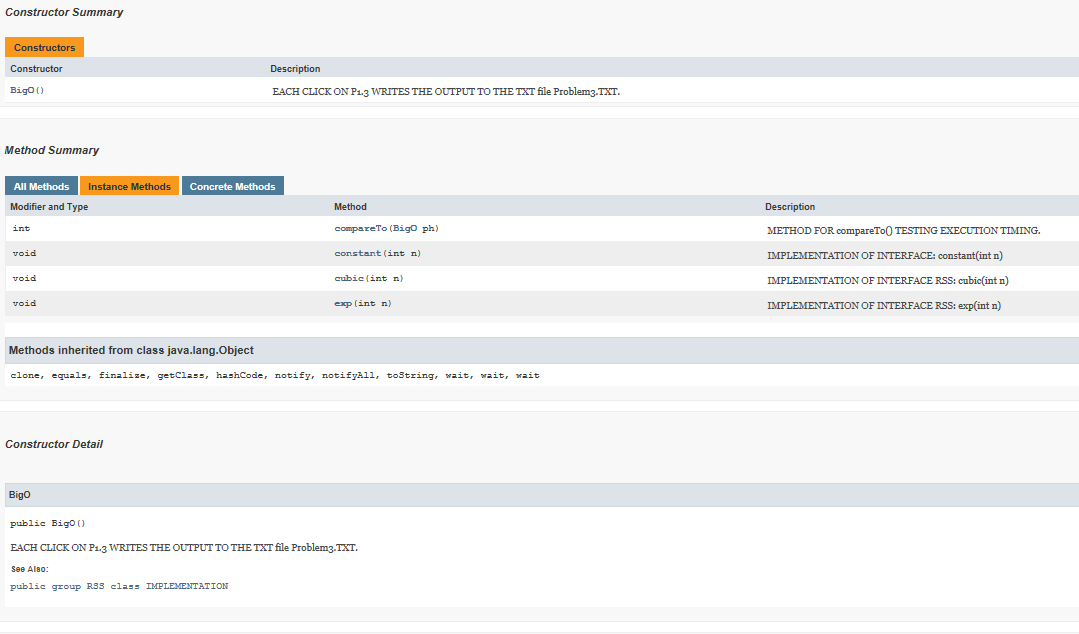 Constructor Summary
Constructors
Constructor Description
BigO() EACH CLICK ON P1.3 WRITES THE OUTPUT TO THE TXT file Problem3.TXT.
Method Summary
All Methods Instance Methods Concrete Methods
Modifier and Type Method Description
int compareTo(BigO ph) METHOD FOR compareTo() TESTING EXECUTION TIMING.
void constant(int n) IMPLEMENTATION OF INTERFACE: constant(int n)
void cubic(int n) IMPLEMENTATION OF INTERFACE RSS: cubic(int n)
void exp(int n) IMPLEMENTATION OF INTERFACE RSS: exp(int n)
Methods inherited from class java.lang.Object
clone, equals, finalize, getClass, hashCode, notify, notifyAll, toString, wait, wait, wait
Constructor Detail
BigO
public BigO()
EACH CLICK ON P1.3 WRITES THE OUTPUT TO THE TXT file Problem3.TXT.
See Also:
public group RSS class IMPLEMENTATION